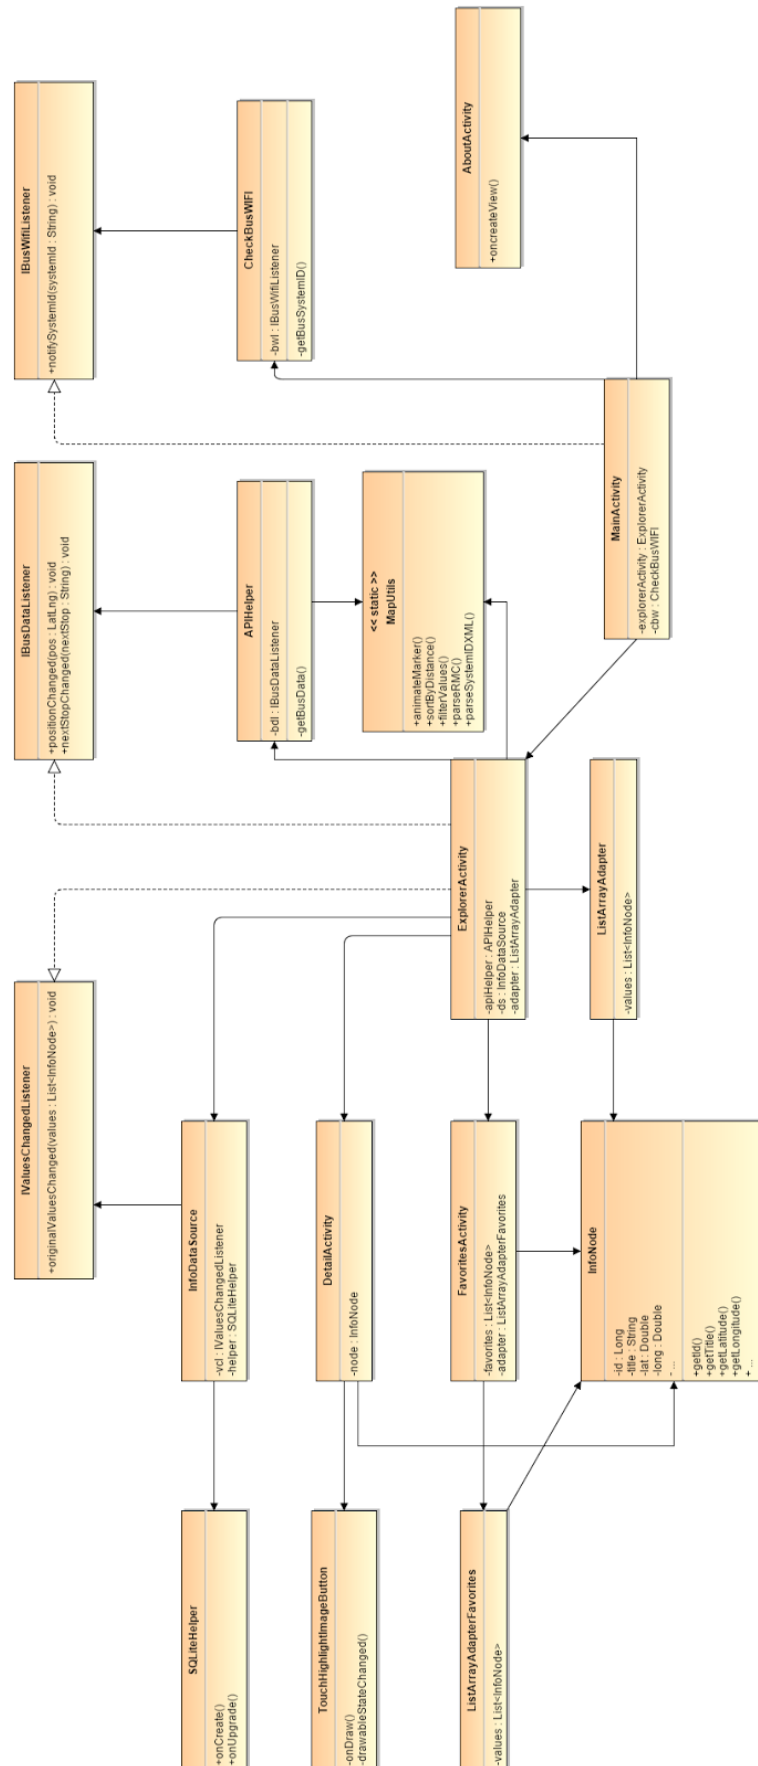 IBusWifiListener
+notifySystemId(systemId : String) : void
CheckBusWIFI
-bwl : IBusWifiListener
-getBusSystemID()
AboutActivity
+oncreateView()
IBusDataListener
+positionChanged(pos : LatLng) : void
+nextStopChanged(nextStop : String) : void
APIHelper
-bdl : IBusDataListener
-getBusData()
<< static >>
MapUtils
+animateMarker()
+sortByDistance()
+filterValues()
+parseRMC()
+parseSystemIDXML()
MainActivity
-explorerActivity : ExplorerActivity
-cbw : CheckBusWIFI
IValuesChangedListener
+originalValuesChanged(values : List<InfoNode>) : void
ExplorerActivity
-apiHelper : APIHelper
-ds : InfoDataSource
-adapter : ListArrayAdapter
ListArrayAdapter
-values : List<InfoNode>
InfoDataSource
-vcl : IValuesChangedListener
-helper : SQLiteHelper
DetailActivity
-node : InfoNode
FavoritesActivity
-favorites : List<InfoNode>
-adapter : ListArrayAdapterFavorites
InfoNode
-id : Long
-title : String
-lat : Double
-long : Double
- ...
+getId()
+getTitle()
+getLatitude()
+getLongitude()
+ ...
SQLiteHelper
+onCreate()
+onUpgrade()
TouchHighlightImageButton
-onDraw()
-drawableStateChanged()
ListArrayAdapterFavorites
-values : List<InfoNode>